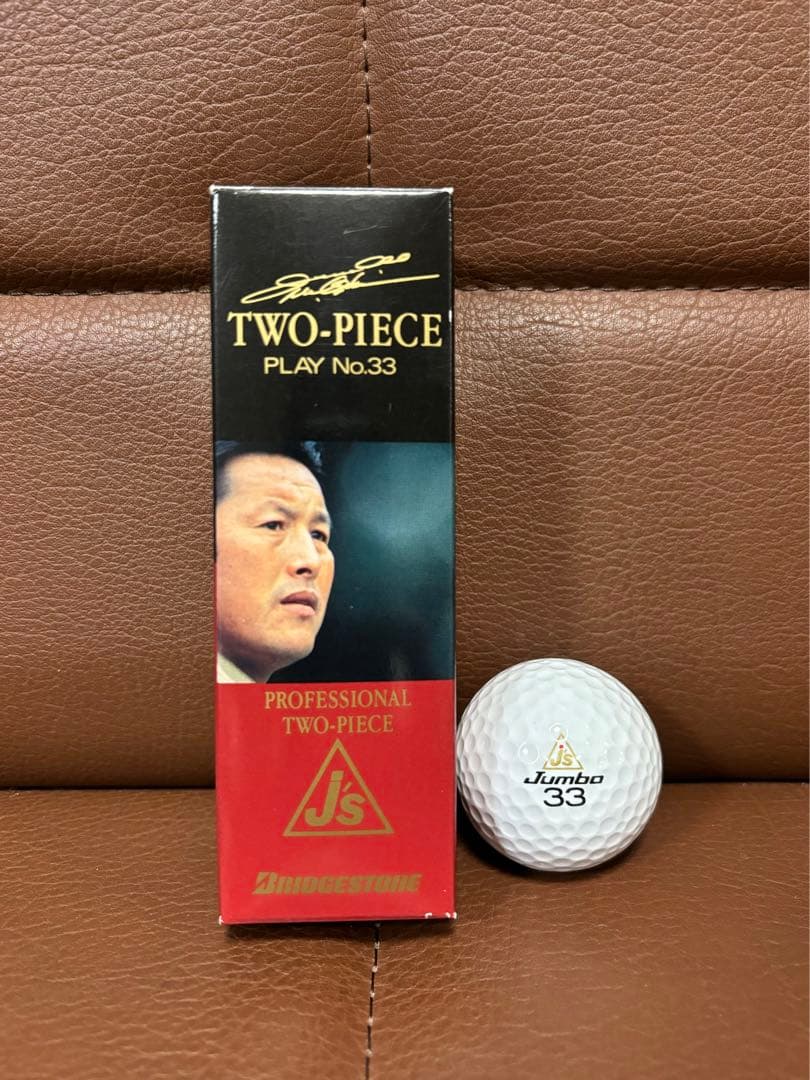 TWO-PIECE
PLAY No.33
PROFESSIONAL
TWO-PIECE
J's
BRIDGESTONE
J's
Jumbo
33